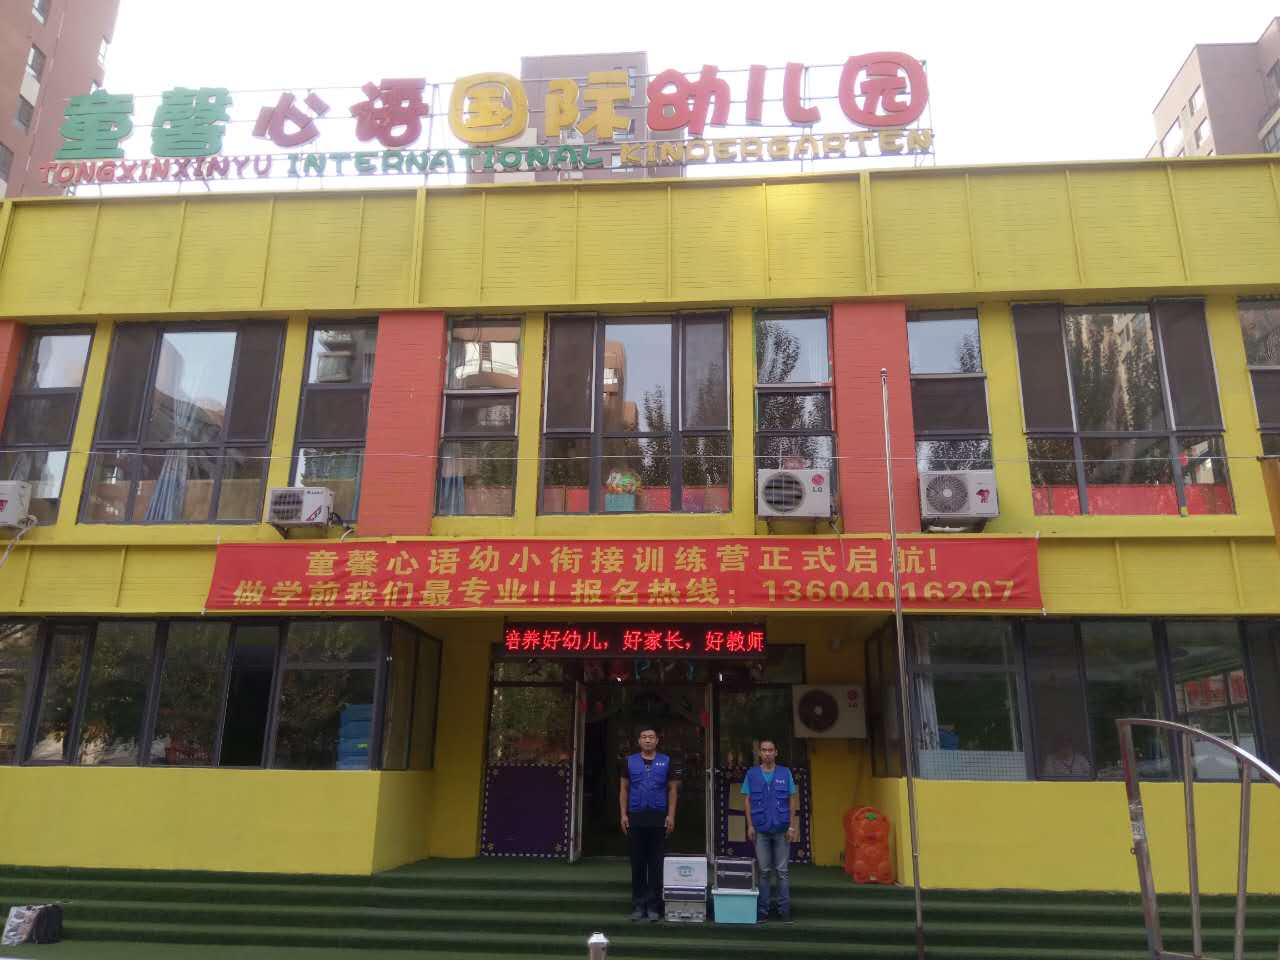 童馨心语国际幼儿园
TONGXINXINYU INTERNATIONAL KINDERGARTEN
童馨心语幼小衔接训练营正式启航!
做学前我们最专业!! 报名热线：13604016207
培养好幼儿，好家长，好教师
LG
LG